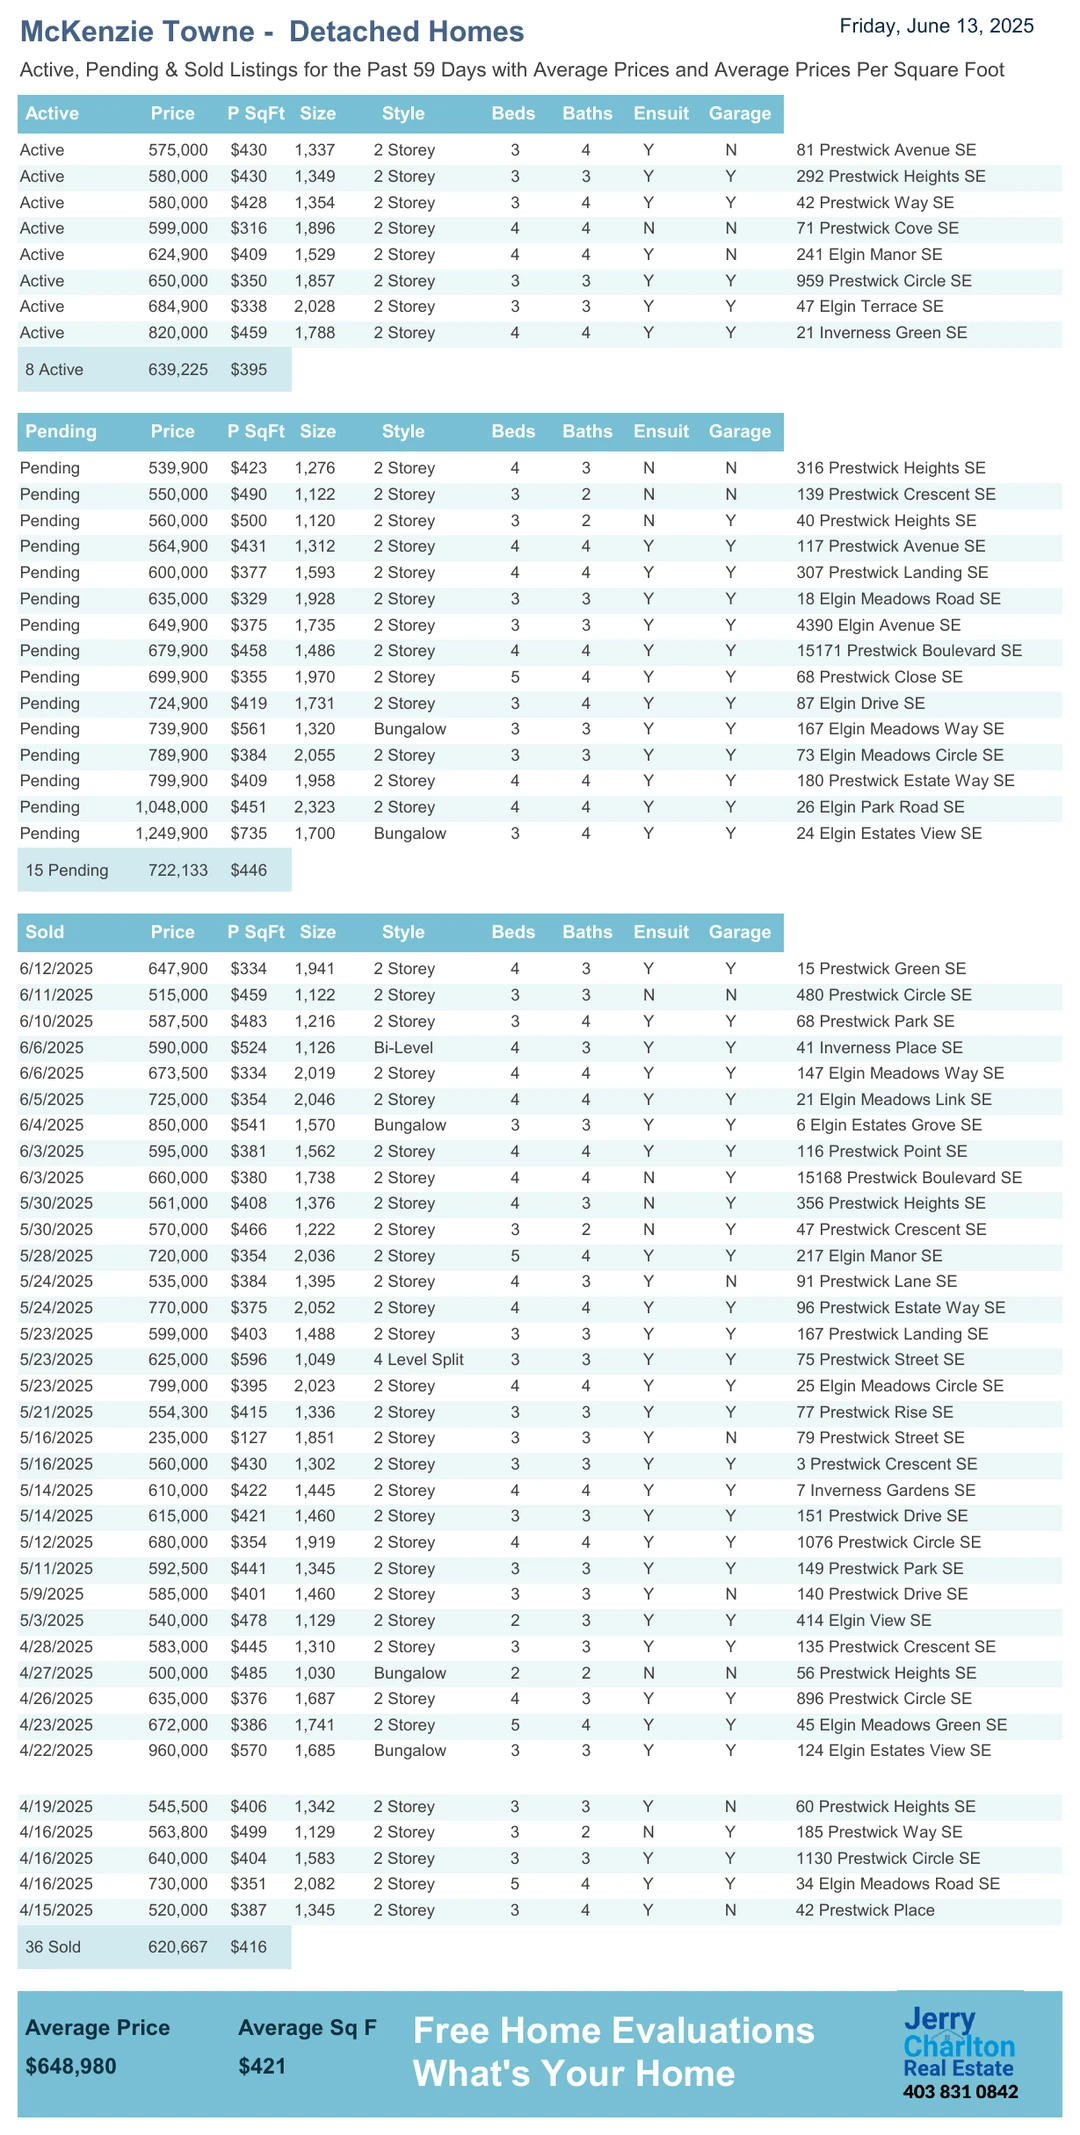 McKenzie Towne - Detached Homes
Friday, June 13, 2025
Active, Pending & Sold Listings for the Past 59 Days with Average Prices and Average Prices Per Square Foot
Active Price P SqFt Size Style Beds Baths Ensuit Garage
Active 575,000 $430 1,337 2 Storey 3 4 Y N 81 Prestwick Avenue SE
Active 580,000 $430 1,349 2 Storey 3 3 Y Y 292 Prestwick Heights SE
Active 580,000 $428 1,354 2 Storey 3 4 Y Y 42 Prestwick Way SE
Active 599,000 $316 1,896 2 Storey 4 4 N N 71 Prestwick Cove SE
Active 624,900 $409 1,529 2 Storey 4 4 Y N 241 Elgin Manor SE
Active 650,000 $350 1,857 2 Storey 3 3 Y Y 959 Prestwick Circle SE
Active 684,900 $338 2,028 2 Storey 3 3 Y Y 47 Elgin Terrace SE
Active 820,000 $459 1,788 2 Storey 4 4 Y Y 21 Inverness Green SE
8 Active 639,225 $395
Pending Price P SqFt Size Style Beds Baths Ensuit Garage
Pending 539,900 $423 1,276 2 Storey 4 3 N N 316 Prestwick Heights SE
Pending 550,000 $490 1,122 2 Storey 3 2 N N 139 Prestwick Crescent SE
Pending 560,000 $500 1,120 2 Storey 3 2 N Y 40 Prestwick Heights SE
Pending 564,900 $431 1,312 2 Storey 4 4 Y Y 117 Prestwick Avenue SE
Pending 600,000 $377 1,593 2 Storey 4 4 Y Y 307 Prestwick Landing SE
Pending 635,000 $329 1,928 2 Storey 3 3 Y Y 18 Elgin Meadows Road SE
Pending 649,900 $375 1,735 2 Storey 3 3 Y Y 4390 Elgin Avenue SE
Pending 679,900 $458 1,486 2 Storey 4 4 Y Y 15171 Prestwick Boulevard SE
Pending 699,900 $355 1,970 2 Storey 5 4 Y Y 68 Prestwick Close SE
Pending 724,900 $419 1,731 2 Storey 3 4 Y Y 87 Elgin Drive SE
Pending 739,900 $561 1,320 Bungalow 3 3 Y Y 167 Elgin Meadows Way SE
Pending 789,900 $384 2,055 2 Storey 3 3 Y Y 73 Elgin Meadows Circle SE
Pending 799,900 $409 1,958 2 Storey 4 4 Y Y 180 Prestwick Estate Way SE
Pending 1,048,000 $451 2,323 2 Storey 4 4 Y Y 26 Elgin Park Road SE
Pending 1,249,900 $735 1,700 Bungalow 3 4 Y Y 24 Elgin Estates View SE
15 Pending 722,133 $446
Sold Price P SqFt Size Style Beds Baths Ensuit Garage
6/12/2025 647,900 $334 1,941 2 Storey 4 3 Y Y 15 Prestwick Green SE
6/11/2025 515,000 $459 1,122 2 Storey 3 3 N N 480 Prestwick Circle SE
6/10/2025 587,500 $483 1,216 2 Storey 3 4 Y Y 68 Prestwick Park SE
6/6/2025 590,000 $524 1,126 Bi-Level 4 3 Y Y 41 Inverness Place SE
6/6/2025 673,500 $334 2,019 2 Storey 4 4 Y Y 147 Elgin Meadows Way SE
6/5/2025 725,000 $354 2,046 2 Storey 4 4 Y Y 21 Elgin Meadows Link SE
6/4/2025 850,000 $541 1,570 Bungalow 3 3 Y Y 6 Elgin Estates Grove SE
6/3/2025 595,000 $381 1,562 2 Storey 4 4 Y Y 116 Prestwick Point SE
6/3/2025 660,000 $380 1,738 2 Storey 4 4 N Y 15168 Prestwick Boulevard SE
5/30/2025 561,000 $408 1,376 2 Storey 4 3 N Y 356 Prestwick Heights SE
5/30/2025 570,000 $466 1,222 2 Storey 3 2 N Y 47 Prestwick Crescent SE
5/28/2025 720,000 $354 2,036 2 Storey 5 4 Y Y 217 Elgin Manor SE
5/24/2025 535,000 $384 1,395 2 Storey 4 3 Y N 91 Prestwick Lane SE
5/24/2025 770,000 $375 2,052 2 Storey 4 4 Y Y 96 Prestwick Estate Way SE
5/23/2025 599,000 $403 1,488 2 Storey 3 3 Y Y 167 Prestwick Landing SE
5/23/2025 625,000 $596 1,049 4 Level Split 3 3 Y Y 75 Prestwick Street SE
5/23/2025 799,000 $395 2,023 2 Storey 4 4 Y Y 25 Elgin Meadows Circle SE
5/21/2025 554,300 $415 1,336 2 Storey 3 3 Y Y 77 Prestwick Rise SE
5/16/2025 235,000 $127 1,851 2 Storey 3 3 Y N 79 Prestwick Street SE
5/16/2025 560,000 $430 1,302 2 Storey 3 3 Y Y 3 Prestwick Crescent SE
5/14/2025 610,000 $422 1,445 2 Storey 4 4 Y Y 7 Inverness Gardens SE
5/14/2025 615,000 $421 1,460 2 Storey 3 3 Y Y 151 Prestwick Drive SE
5/12/2025 680,000 $354 1,919 2 Storey 4 4 Y Y 1076 Prestwick Circle SE
5/11/2025 592,500 $441 1,345 2 Storey 3 3 Y Y 149 Prestwick Park SE
5/9/2025 585,000 $401 1,460 2 Storey 3 3 Y N 140 Prestwick Drive SE
5/3/2025 540,000 $478 1,129 2 Storey 2 3 Y Y 414 Elgin View SE
4/28/2025 583,000 $445 1,310 2 Storey 3 3 Y Y 135 Prestwick Crescent SE
4/27/2025 500,000 $485 1,030 Bungalow 2 2 N N 56 Prestwick Heights SE
4/26/2025 635,000 $376 1,687 2 Storey 4 3 Y Y 896 Prestwick Circle SE
4/23/2025 672,000 $386 1,741 2 Storey 5 4 Y Y 45 Elgin Meadows Green SE
4/22/2025 960,000 $570 1,685 Bungalow 3 3 Y Y 124 Elgin Estates View SE
4/19/2025 545,500 $406 1,342 2 Storey 3 3 Y N 60 Prestwick Heights SE
4/16/2025 563,800 $499 1,129 2 Storey 3 2 N Y 185 Prestwick Way SE
4/16/2025 640,000 $404 1,583 2 Storey 3 3 Y Y 1130 Prestwick Circle SE
4/16/2025 730,000 $351 2,082 2 Storey 5 4 Y Y 34 Elgin Meadows Road SE
4/15/2025 520,000 $387 1,345 2 Storey 3 4 Y N 42 Prestwick Place
36 Sold 620,667 $416
Average Price Average Sq F
$648,980 $421
Free Home Evaluations
What's Your Home
Jerry
Charlton
Real Estate
403 831 0842